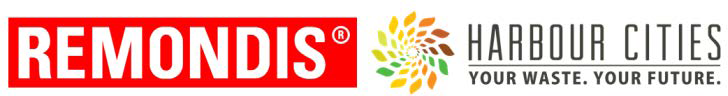 REMONDIS®
HARBOUR CITIES
YOUR WASTE. YOUR FUTURE.